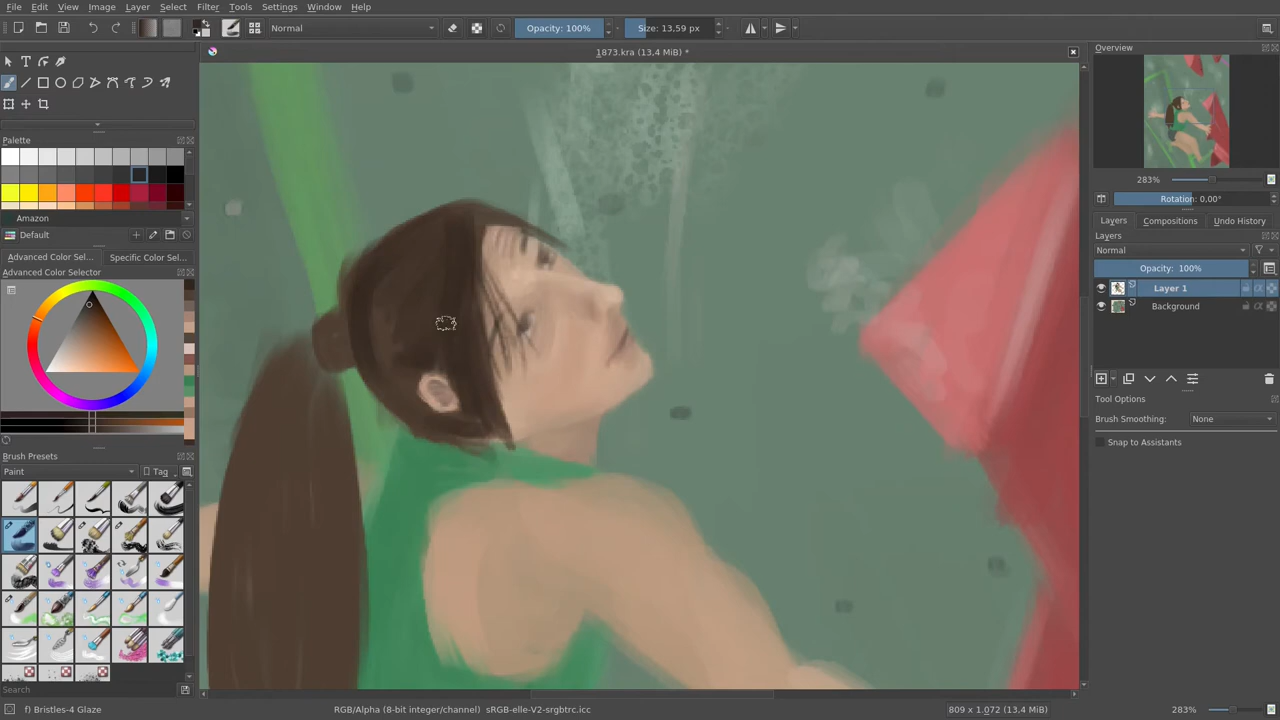 File Edit View Image Layer Select Filter Tools Settings Window Help
Normal Opacity: 100% Size: 13,59 px
1873.kra (13,4 MiB) *
Palette
Amazon
Default
Advanced Color Sel... Specific Color Sel...
Advanced Color Selector
Brush Presets
Paint Tag
Search
Overview
283%
Rotation: 0,00°
Layers Compositions Undo History
Layers
Normal
Opacity: 100%
Layer 1
Background
Tool Options
Brush Smoothing: None
Snap to Assistants
f) Bristles-4 Glaze RGB/Alpha (8-bit integer/channel) sRGB-elle-V2-srgbtrc.icc 809 x 1.072 (13,4 MiB) 283%